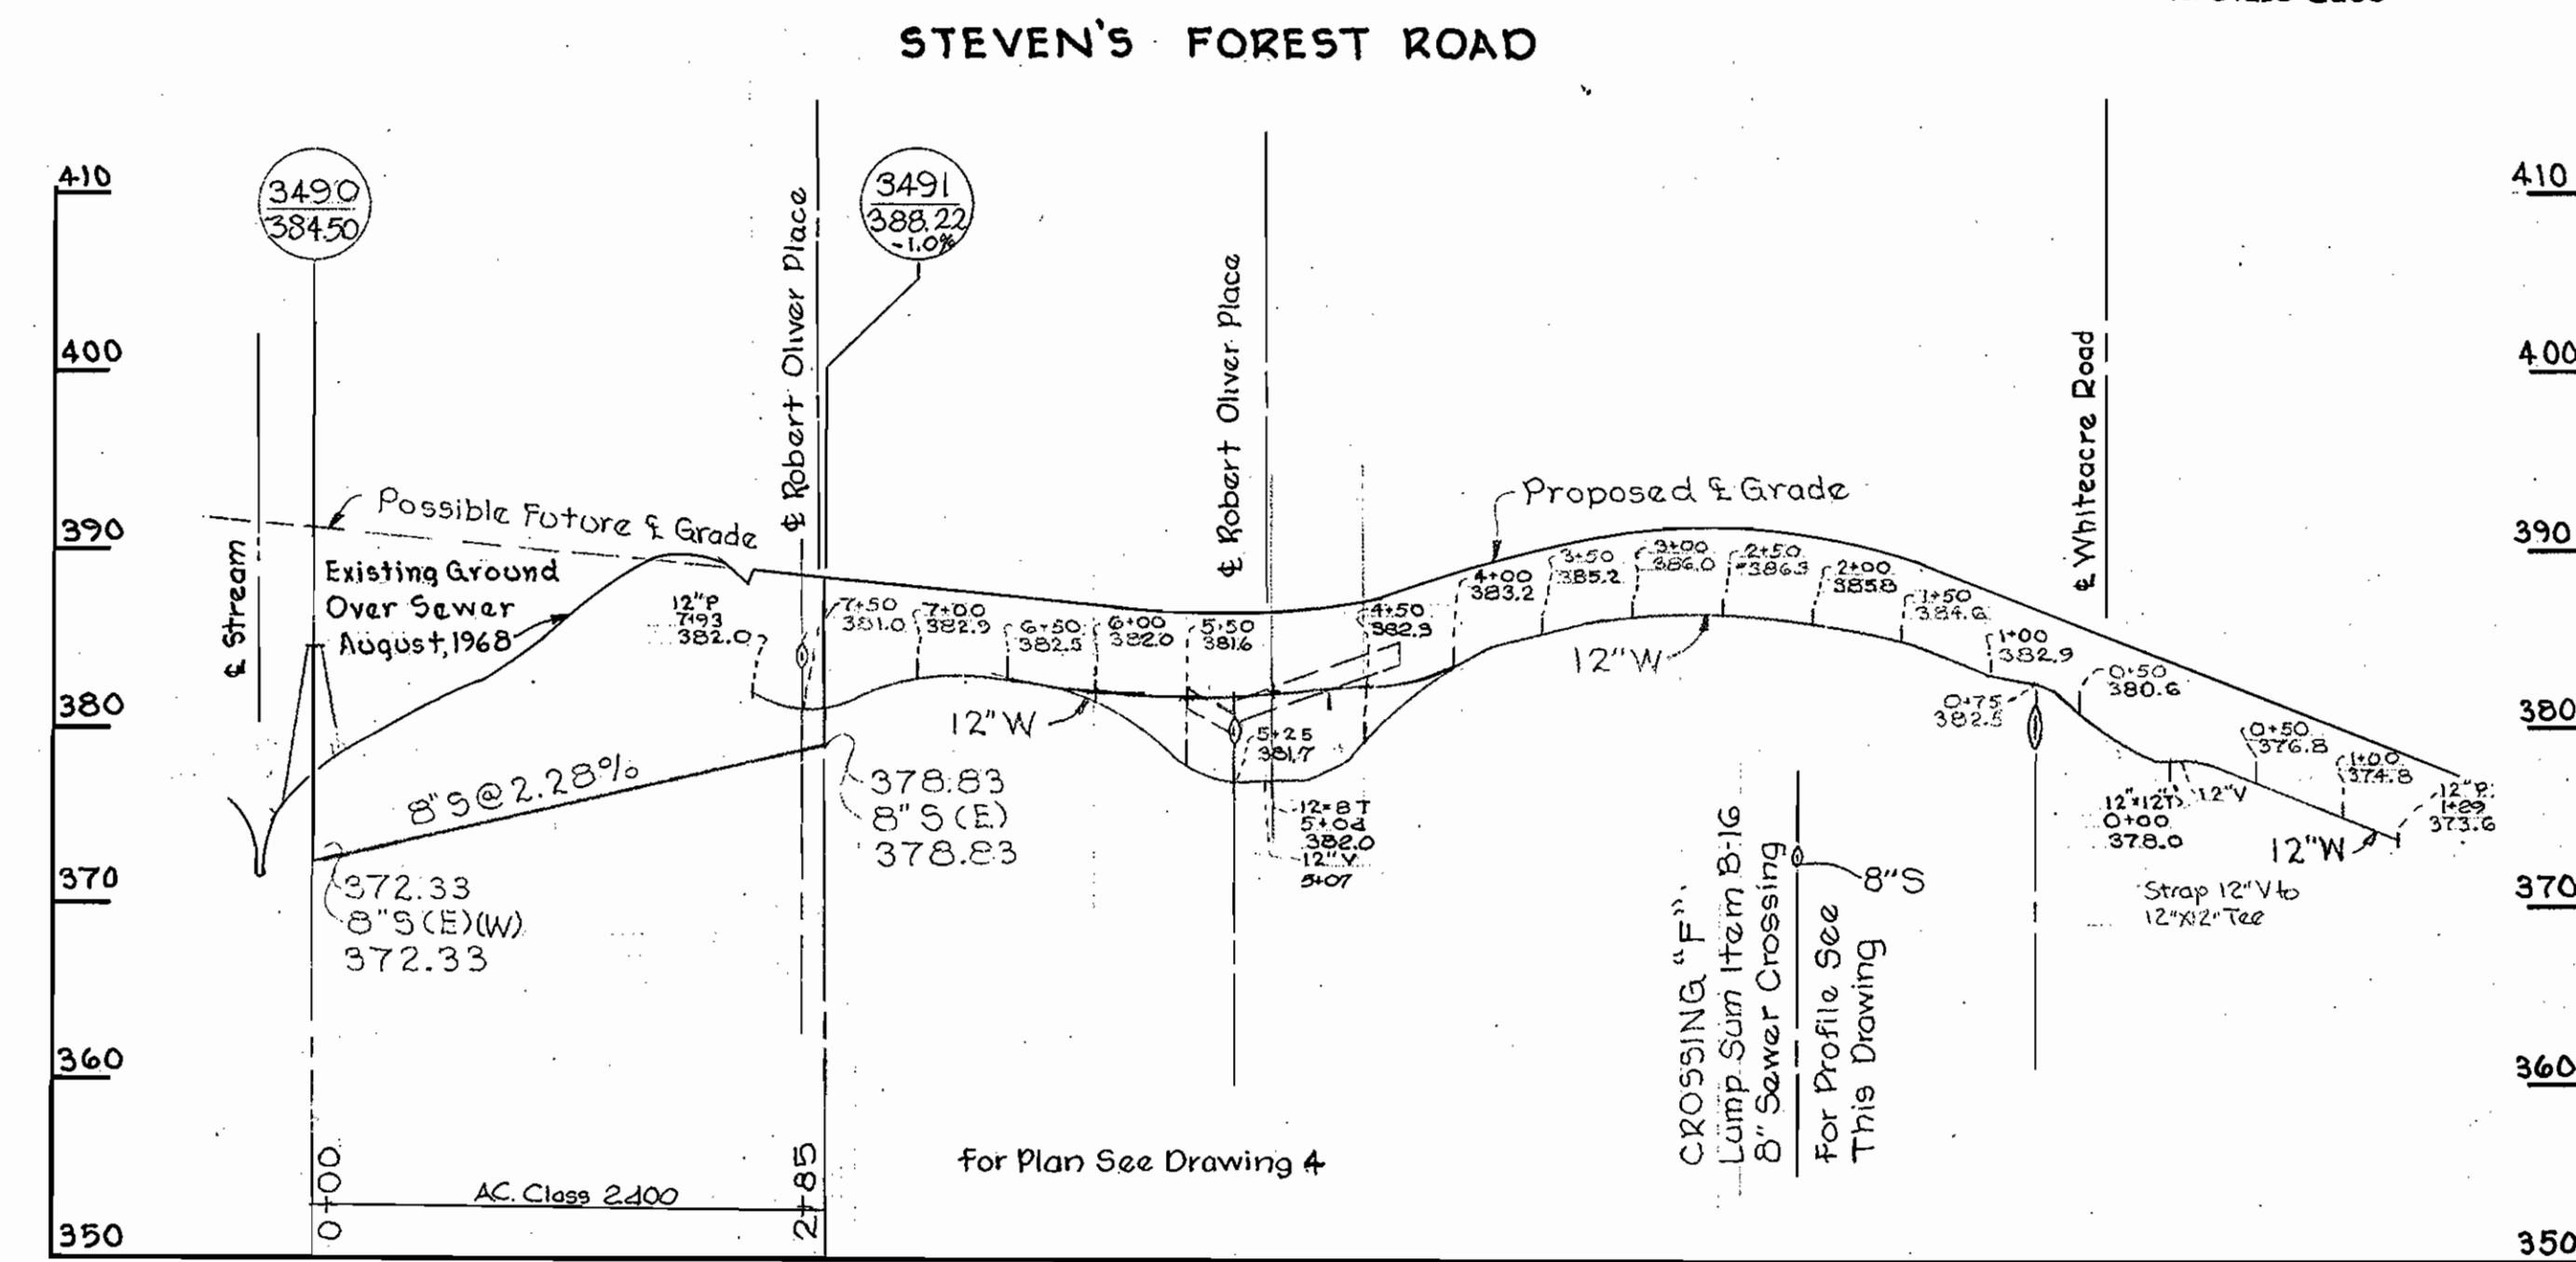 STEVEN'S FOREST ROAD
410
400
390
380
370
360
350
3490
384.50
3491
388.22
-1.0%
℄ Stream
℄ Robert Oliver Place
℄ Robert Oliver Place
℄ Whiteacre Road
Possible Future ℄ Grade
Existing Ground
Over Sewer
August, 1968
Proposed ℄ Grade
12"P
7+93
382.0
7+50
381.0
7+00
382.9
6+50
382.5
6+00
382.0
5+50
381.6
5+25
381.7
4+50
382.3
4+00
383.2
3+50
385.2
3+00
386.0
2+50
386.3
2+00
385.8
1+50
384.6
1+00
382.9
0+75
382.5
0+50
380.6
0+50
376.8
1+00
374.8
12"P.
1+29
373.6
12"W
12"W
12"W
12"x12"T
0+00
378.0
12"V
Strap 12"V to
12"X12" Tee
12x8 T
382.0
12"V
5+07
8"S@2.28%
378.83
8"S (E)
378.83
372.33
8"S (E)(W)
372.33
CROSSING "F"
Lump Sum Item B-16
8" Sewer Crossing
For Profile See
This Drawing
8"S
For Plan See Drawing 4
AC. Class 2400
0+00
2+85
410
400
390
380
370
360
350